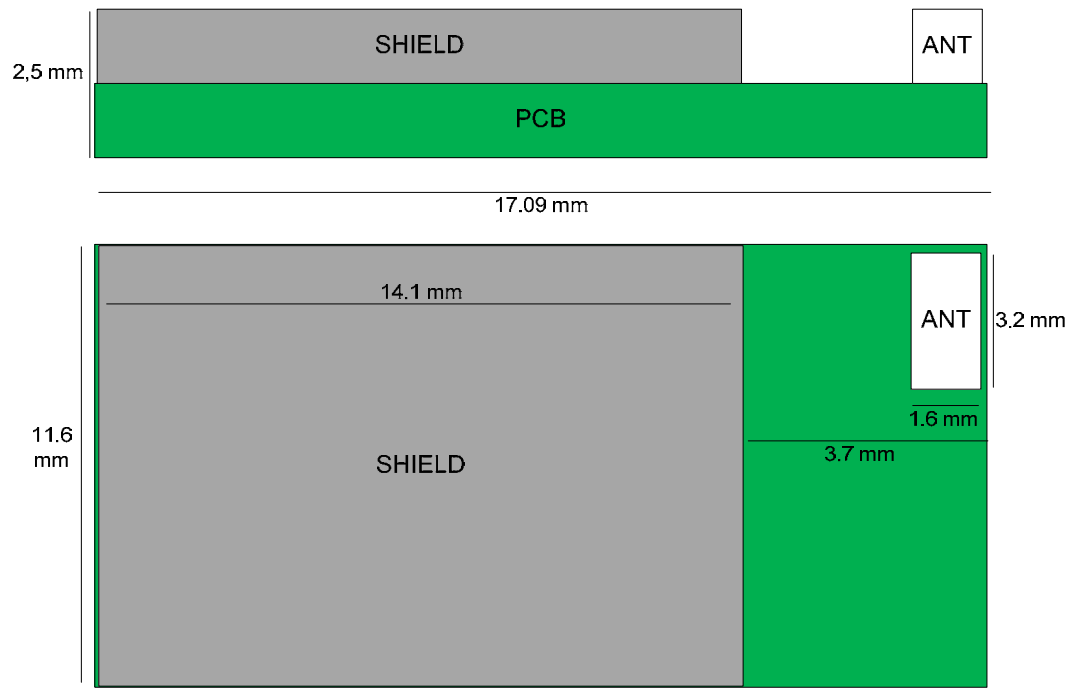 SHIELD
ANT
2,5 mm
PCB
17.09 mm
14.1 mm
ANT
3.2 mm
1.6 mm
11.6
mm
3.7 mm
SHIELD